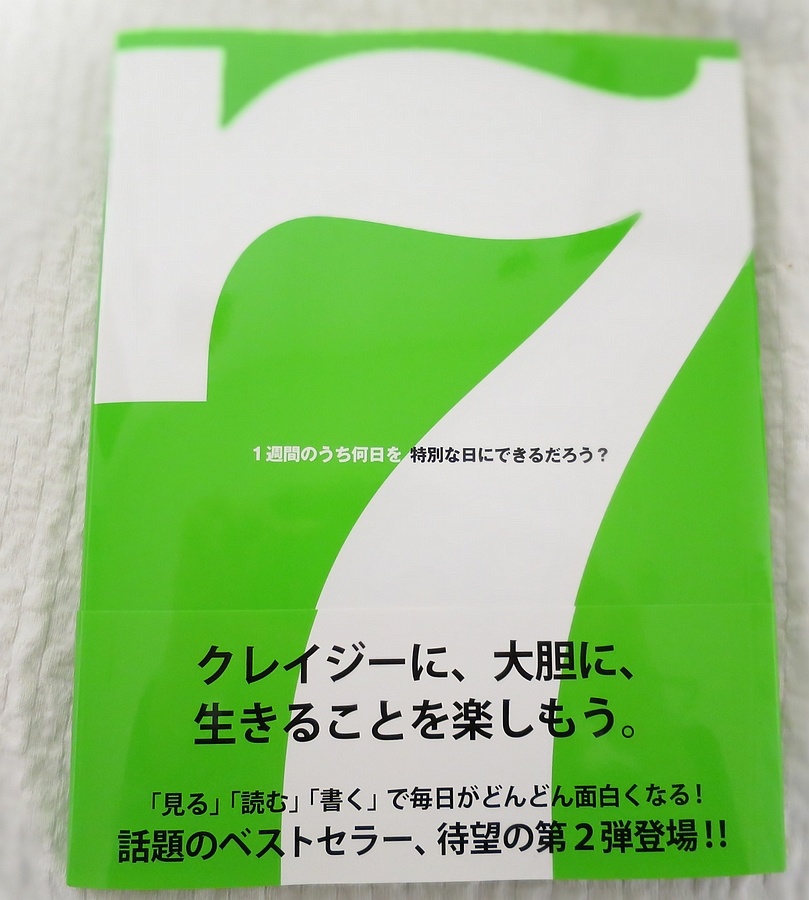 7
1週間のうち何日を 特別な日にできるだろう？
クレイジーに、大胆に、
生きることを楽しもう。
「見る」「読む」「書く」で毎日がどんどん面白くなる！
話題のベストセラー、待望の第２弾登場！！